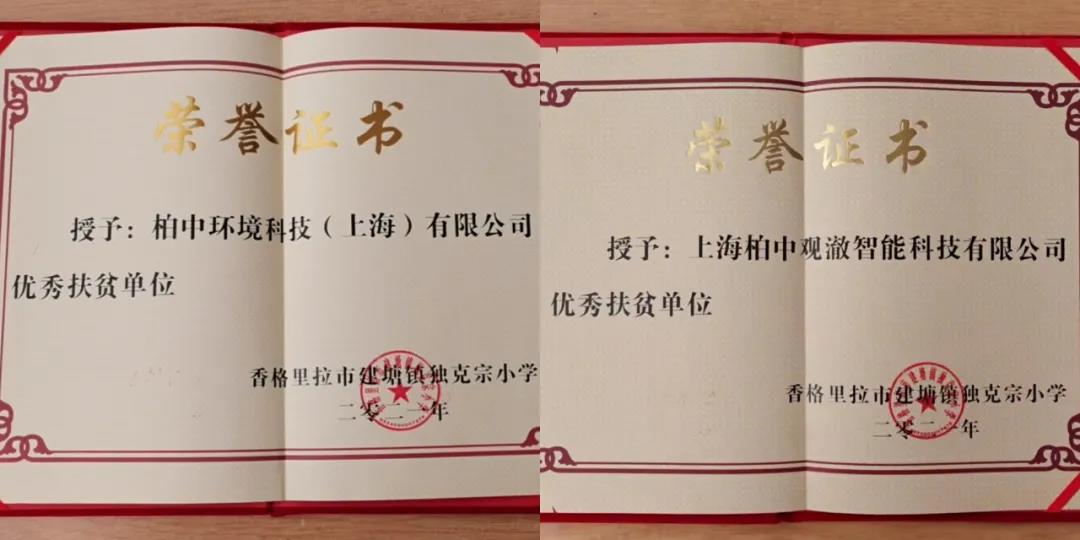 荣誉证书
授予：柏中环境科技（上海）有限公司
优秀扶贫单位
香格里拉市建塘镇独克宗小学
二零二一年
荣誉证书
授予：上海柏中观澈智能科技有限公司
优秀扶贫单位
香格里拉市建塘镇独克宗小学
二零二一年